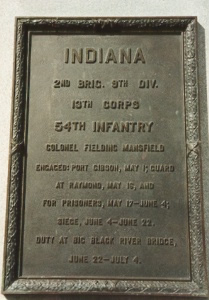 INDIANA
2ND BRIG. 9TH DIV.
13TH CORPS
54TH INFANTRY
COLONEL FIELDING MANSFIELD
ENGAGED: PORT GIBSON, MAY 1; GUARD
AT RAYMOND, MAY 16, AND
FOR PRISONERS, MAY 17-JUNE 4;
SIEGE, JUNE 4-JUNE 22.
DUTY AT BIG BLACK RIVER BRIDGE,
JUNE 22-JULY 4.